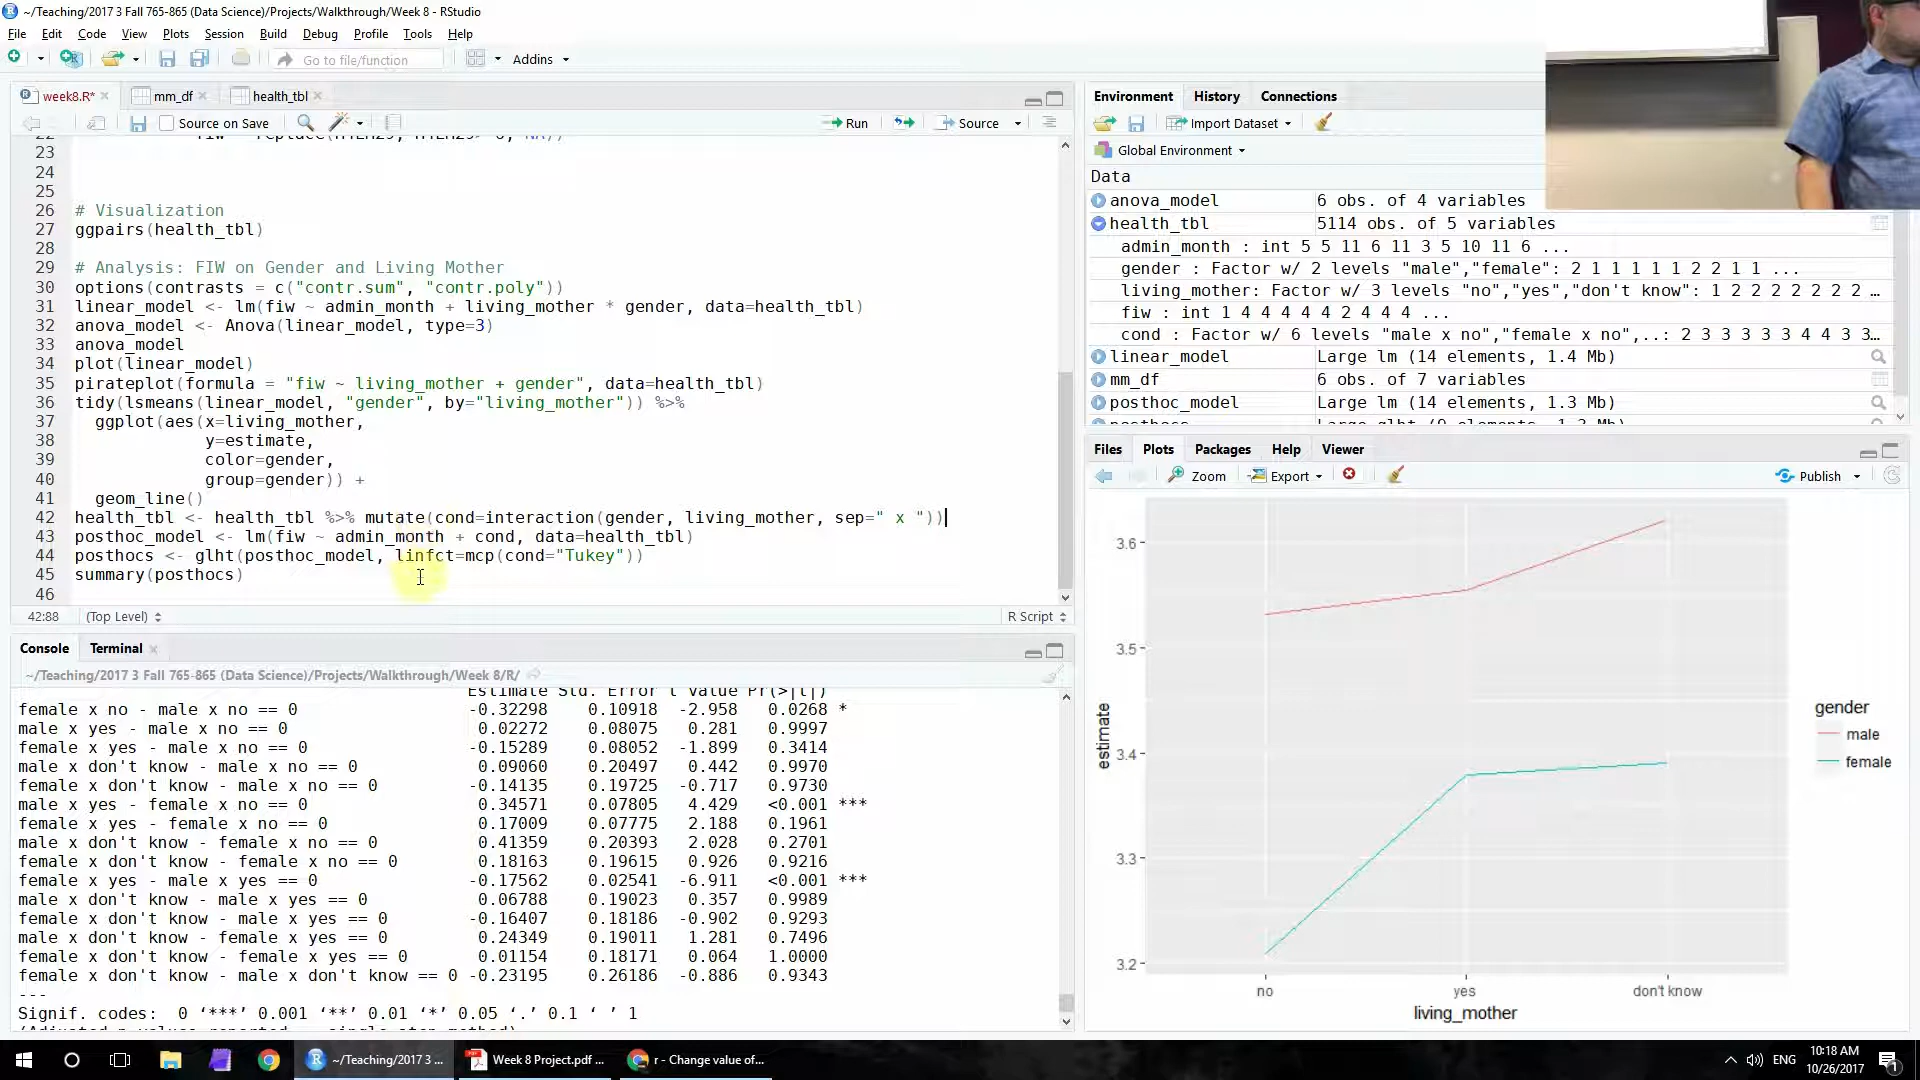 ~/Teaching/2017 3 Fall 765-865 (Data Science)/Projects/Walkthrough/Week 8 - RStudio
File Edit Code View Plots Session Build Debug Profile Tools Help
Go to file/function Addins
week8.R* mm_df health_tbl
Source on Save Run Source
23
24
25
26 # Visualization
27 ggpairs(health_tbl)
28
29 # Analysis: FIW on Gender and Living Mother
30 options(contrasts = c("contr.sum", "contr.poly"))
31 linear_model <- lm(fiw ~ admin_month + living_mother * gender, data=health_tbl)
32 anova_model <- Anova(linear_model, type=3)
33 anova_model
34 plot(linear_model)
35 pirateplot(formula = "fiw ~ living_mother + gender", data=health_tbl)
36 tidy(lsmeans(linear_model, "gender", by="living_mother")) %>%
37 ggplot(aes(x=living_mother,
38 y=estimate,
39 color=gender,
40 group=gender)) +
41 geom_line()
42 health_tbl <- health_tbl %>% mutate(cond=interaction(gender, living_mother, sep=" x "))
43 posthoc_model <- lm(fiw ~ admin_month + cond, data=health_tbl)
44 posthocs <- glht(posthoc_model, linfct=mcp(cond="Tukey"))
45 summary(posthocs)
46
42:88 (Top Level) R Script
Console Terminal
~/Teaching/2017 3 Fall 765-865 (Data Science)/Projects/Walkthrough/Week 8/R/
Estimate Std. Error t value Pr(>|t|)
female x no - male x no == 0 -0.32298 0.10918 -2.958 0.0268 *
male x yes - male x no == 0 0.02272 0.08075 0.281 0.9997
female x yes - male x no == 0 -0.15289 0.08052 -1.899 0.3414
male x don't know - male x no == 0 0.09060 0.20497 0.442 0.9970
female x don't know - male x no == 0 -0.14135 0.19725 -0.717 0.9730
male x yes - female x no == 0 0.34571 0.07805 4.429 <0.001 ***
female x yes - female x no == 0 0.17009 0.07775 2.188 0.1961
male x don't know - female x no == 0 0.41359 0.20393 2.028 0.2701
female x don't know - female x no == 0 0.18163 0.19615 0.926 0.9216
female x yes - male x yes == 0 -0.17562 0.02541 -6.911 <0.001 ***
male x don't know - male x yes == 0 0.06788 0.19023 0.357 0.9989
female x don't know - male x yes == 0 -0.16407 0.18186 -0.902 0.9293
male x don't know - female x yes == 0 0.24349 0.19011 1.281 0.7496
female x don't know - female x yes == 0 0.01154 0.18171 0.064 1.0000
female x don't know - male x don't know == 0 -0.23195 0.26186 -0.886 0.9343
---
Signif. codes: 0 ‘***’ 0.001 ‘**’ 0.01 ‘*’ 0.05 ‘.’ 0.1 ‘ ’ 1
Environment History Connections
Import Dataset
Global Environment
Data
anova_model 6 obs. of 4 variables
health_tbl 5114 obs. of 5 variables
admin_month : int 5 5 11 6 11 3 5 10 11 6 ...
gender : Factor w/ 2 levels "male","female": 2 1 1 1 1 1 2 2 1 1 ...
living_mother: Factor w/ 3 levels "no","yes","don't know": 1 2 2 2 2 2 2 2 …
fiw : int 1 4 4 4 4 4 2 4 4 4 ...
cond : Factor w/ 6 levels "male x no","female x no",..: 2 3 3 3 3 3 4 4 3 3…
linear_model Large lm (14 elements, 1.4 Mb)
mm_df 6 obs. of 7 variables
posthoc_model Large lm (14 elements, 1.3 Mb)
Files Plots Packages Help Viewer
Zoom Export Publish
3.6
3.5
3.4
3.3
3.2
estimate
no yes don't know
living_mother
gender
male
female
~/Teaching/2017 3 ... Week 8 Project.pdf ... r - Change value of...
ENG
10:18 AM
10/26/2017
1